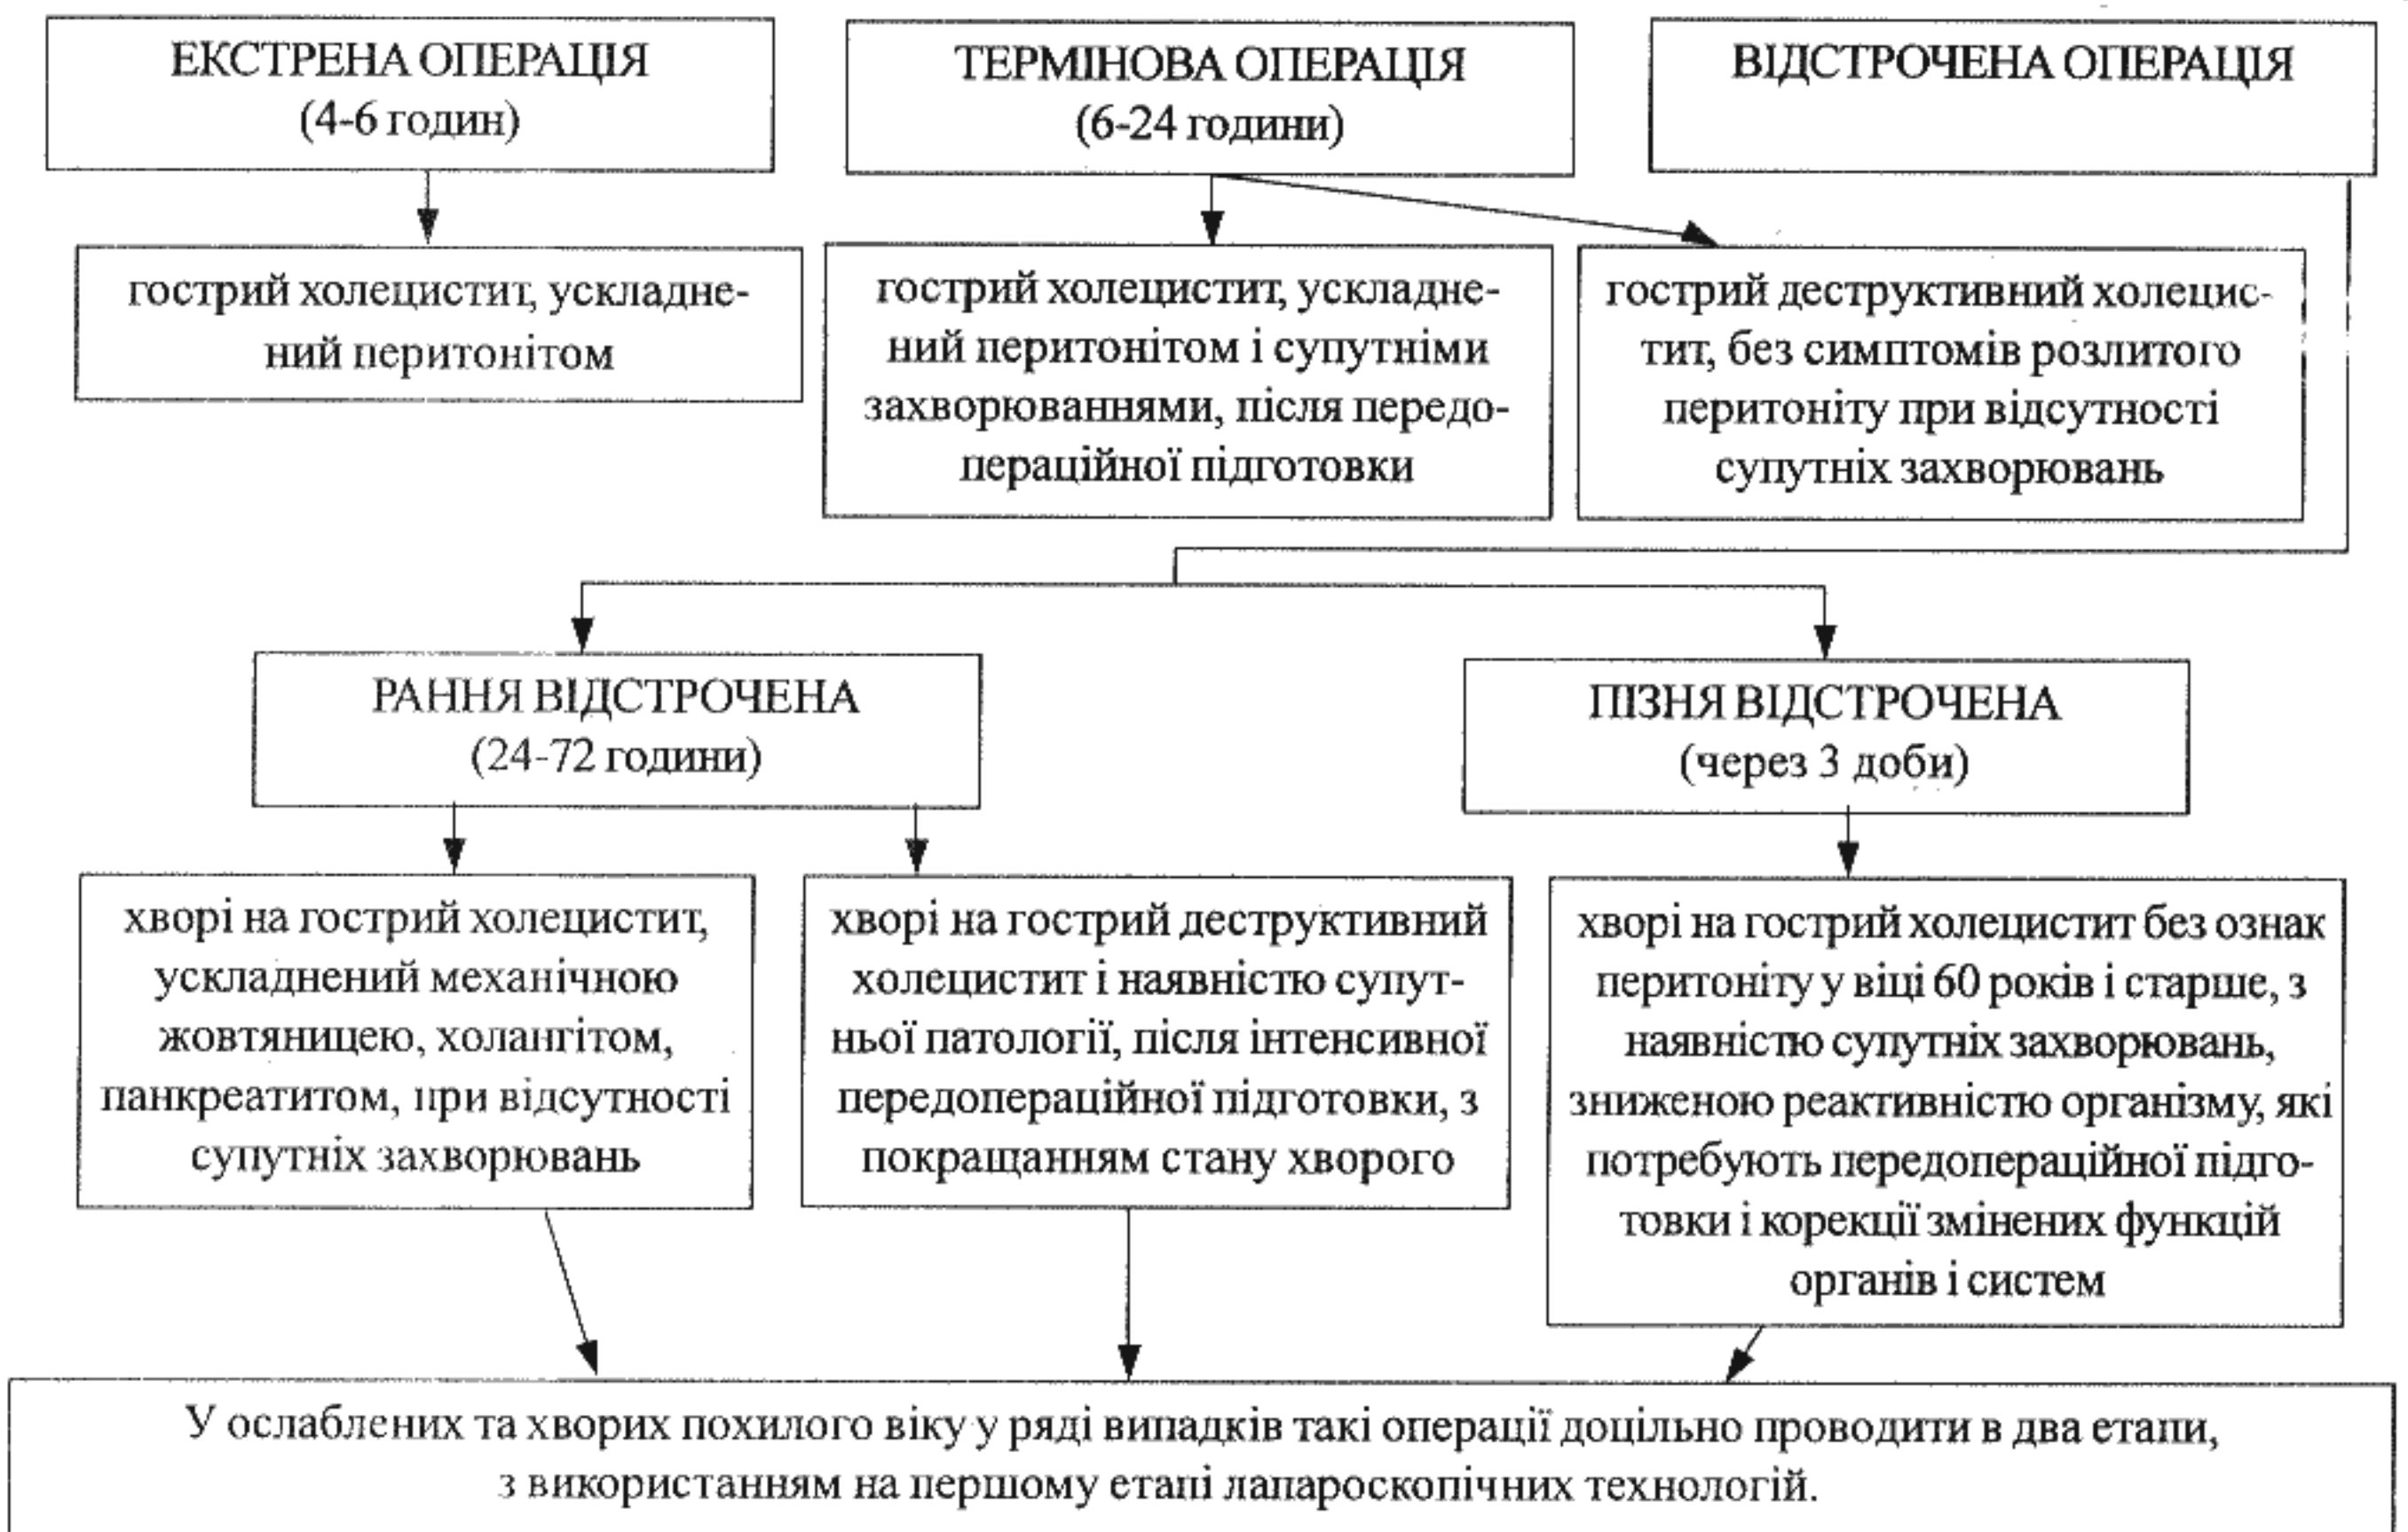 ЕКСТРЕНА ОПЕРАЦІЯ
(4-6 годин)
ТЕРМІНОВА ОПЕРАЦІЯ
(6-24 години)
ВІДСТРОЧЕНА ОПЕРАЦІЯ
гострий холецистит, ускладне-
ний перитонітом
гострий холецистит, ускладне-
ний перитонітом і супутніми
захворюваннями, після передо-
пераційної підготовки
гострий деструктивний холецис-
тит, без симптомів розлитого
перитоніту при відсутності
супутніх захворювань
РАННЯ ВІДСТРОЧЕНА
(24-72 години)
ПІЗНЯ ВІДСТРОЧЕНА
(через 3 доби)
хворі на гострий холецистит,
ускладнений механічною
жовтяницею, холангітом,
панкреатитом, при відсутності
супутніх захворювань
хворі на гострий деструктивний
холецистит і наявністю супут-
ньої патології, після інтенсивної
передопераційної підготовки, з
покращанням стану хворого
хворі на гострий холецистит без ознак
перитоніту у віці 60 років і старше, з
наявністю супутніх захворювань,
зниженою реактивністю організму, які
потребують передопераційної підго-
товки і корекції змінених функцій
органів і систем
У ослаблених та хворих похилого віку у ряді випадків такі операції доцільно проводити в два етапи,
з використанням на першому етапі лапароскопічних технологій.